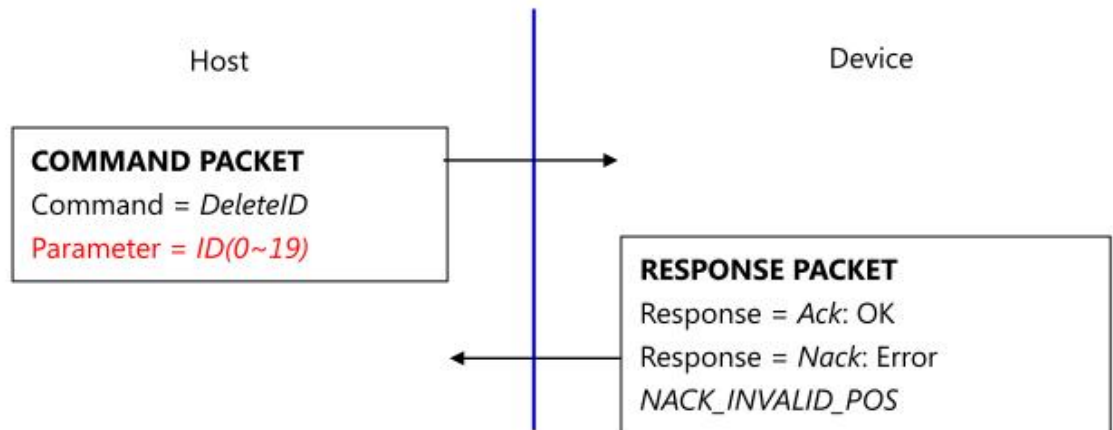 Host
Device
COMMAND PACKET
Command = DeleteID
Parameter = ID(0~19)
RESPONSE PACKET
Response = Ack: OK
Response = Nack: Error
NACK_INVALID_POS